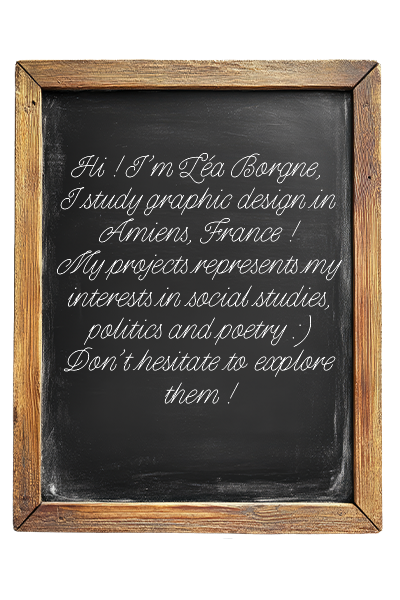 Hi ! I'm Léa Borgne,
I study graphic design in
Amiens, France !
My projects represents my
interests in social studies,
politics and poetry :)
Don't hesitate to explore
them !